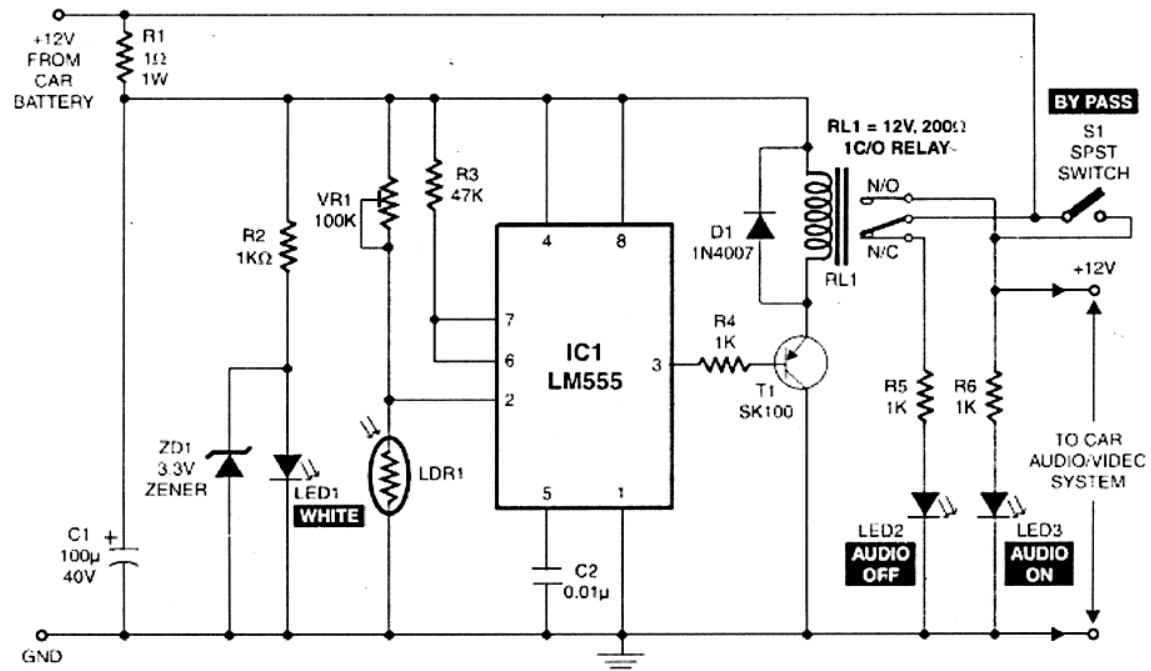 +12V
FROM
CAR
BATTERY
R1
1Ω
1W
R2
1KΩ
VR1
100K
R3
47K
4
8
7
6
2
3
5
1
IC1
LM555
RL1 = 12V, 200Ω
1C/O RELAY
D1
1N4007
RL1
N/O
N/C
BY PASS
S1
SPST
SWITCH
+12V
R4
1K
T1
SK100
R5
1K
R6
1K
TO CAR
AUDIO/VIDEC
SYSTEM
ZD1
3.3V
ZENER
LED1
WHITE
LDR1
C1
+
100µ
40V
C2
0.01µ
LED2
AUDIO
OFF
LED3
AUDIO
ON
GND